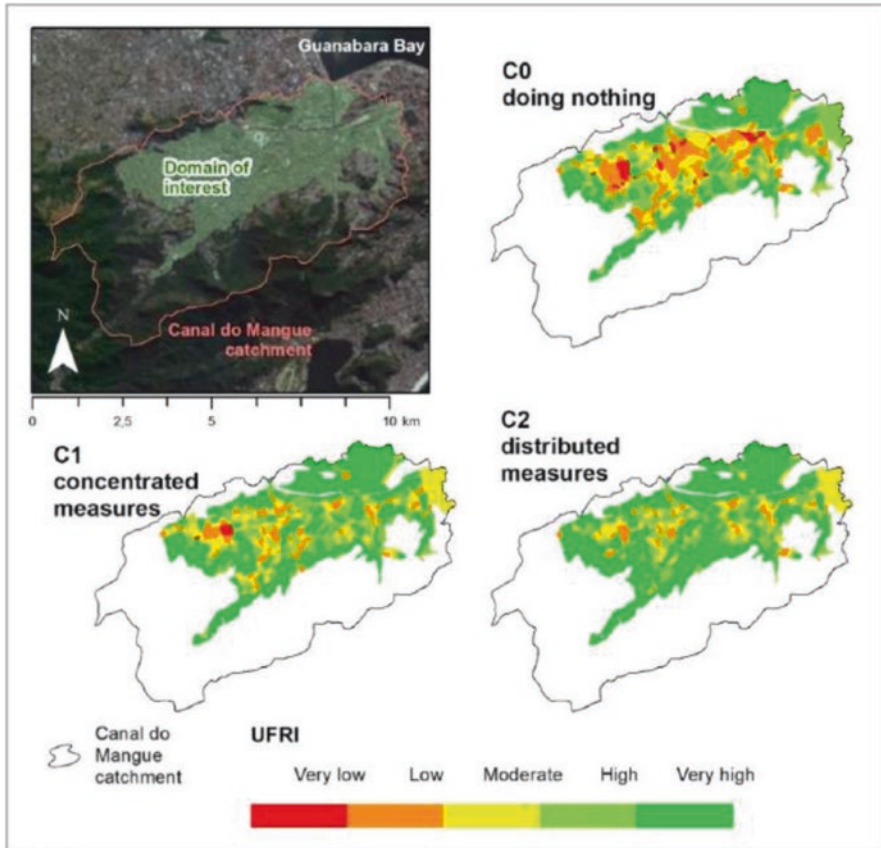 Guanabara Bay
Domain of
interest
Canal do Mangue
catchment
N
0 2,5 5 10 km
C0
doing nothing
C1
concentrated
measures
C2
distributed
measures
Canal do
Mangue
catchment
UFRI
Very low Low Moderate High Very high